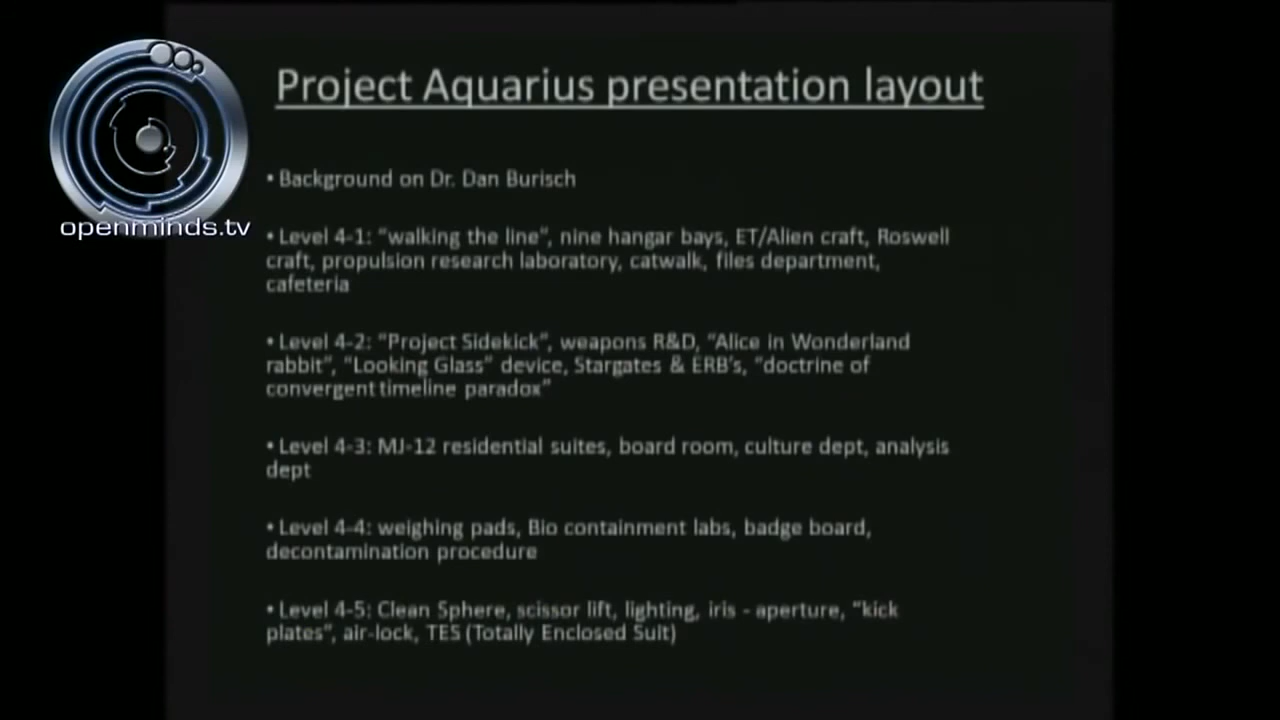 Project Aquarius presentation layout
openminds.tv
• Background on Dr. Dan Burisch
• Level 4-1: “walking the line”, nine hangar bays, ET/Alien craft, Roswell
craft, propulsion research laboratory, catwalk, files department,
cafeteria
• Level 4-2: “Project Sidekick”, weapons R&D, “Alice in Wonderland
rabbit”, “Looking Glass” device, Stargates & ERB’s, “doctrine of
convergent timeline paradox”
• Level 4-3: MJ-12 residential suites, board room, culture dept, analysis
dept
• Level 4-4: weighing pads, Bio containment labs, badge board,
decontamination procedure
• Level 4-5: Clean Sphere, scissor lift, lighting, iris - aperture, “kick
plates”, air-lock, TES (Totally Enclosed Suit)